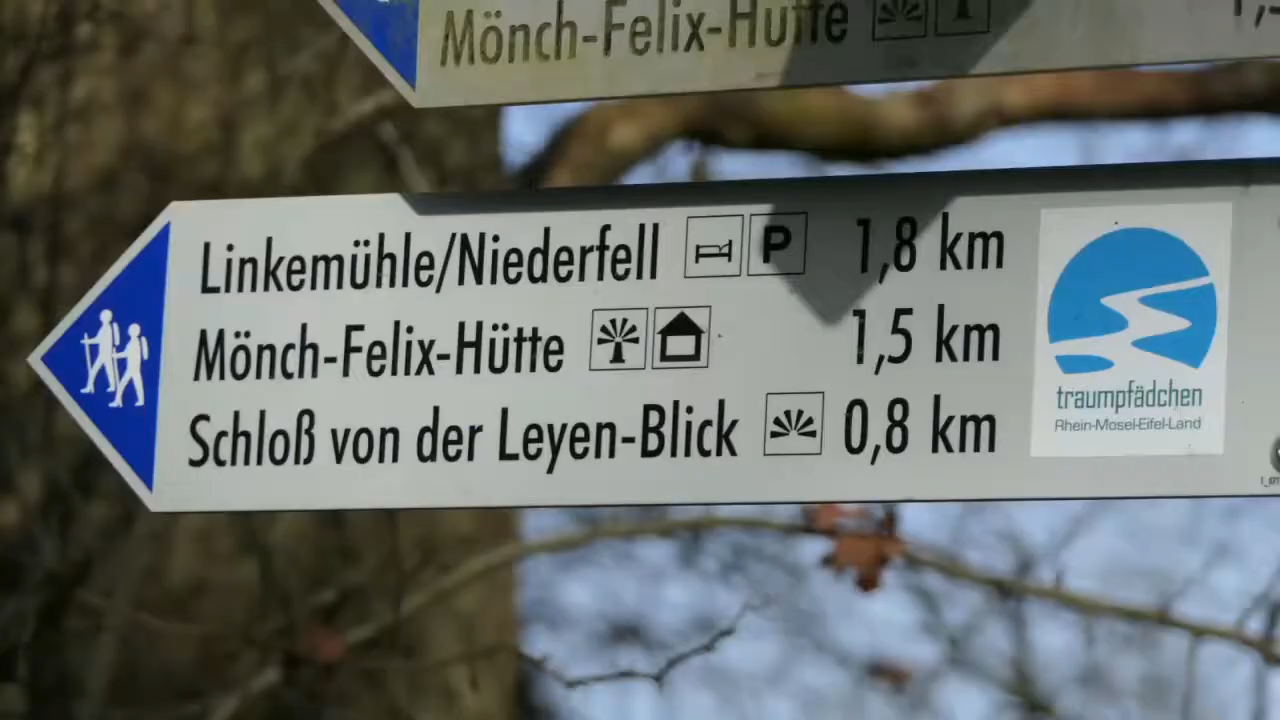 Mönch-Felix-Hütte
Linkemühle/Niederfell P 1,8 km
Mönch-Felix-Hütte 1,5 km
Schloß von der Leyen-Blick 0,8 km
traumpfädchen
Rhein-Mosel-Eifel-Land